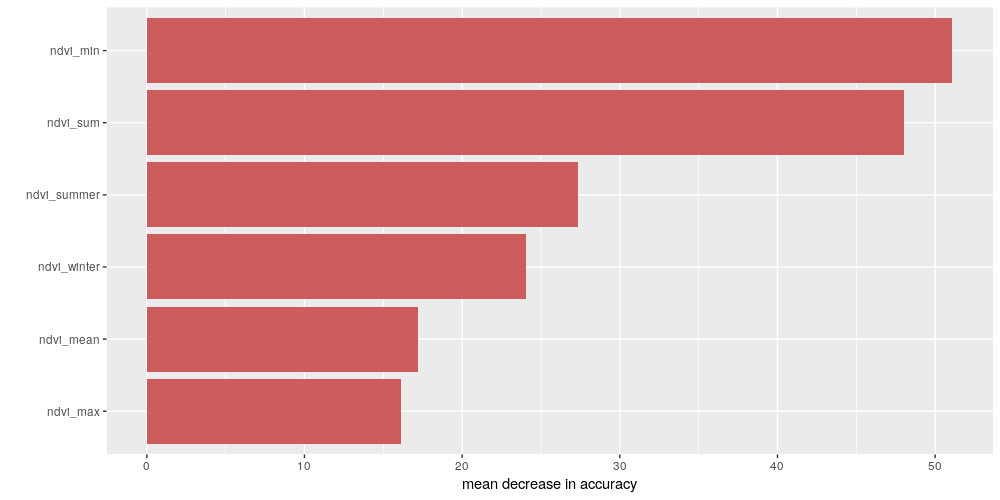 ndvi_min
ndvi_sum
ndvi_summer
ndvi_winter
ndvi_mean
ndvi_max
0 10 20 30 40 50
mean decrease in accuracy